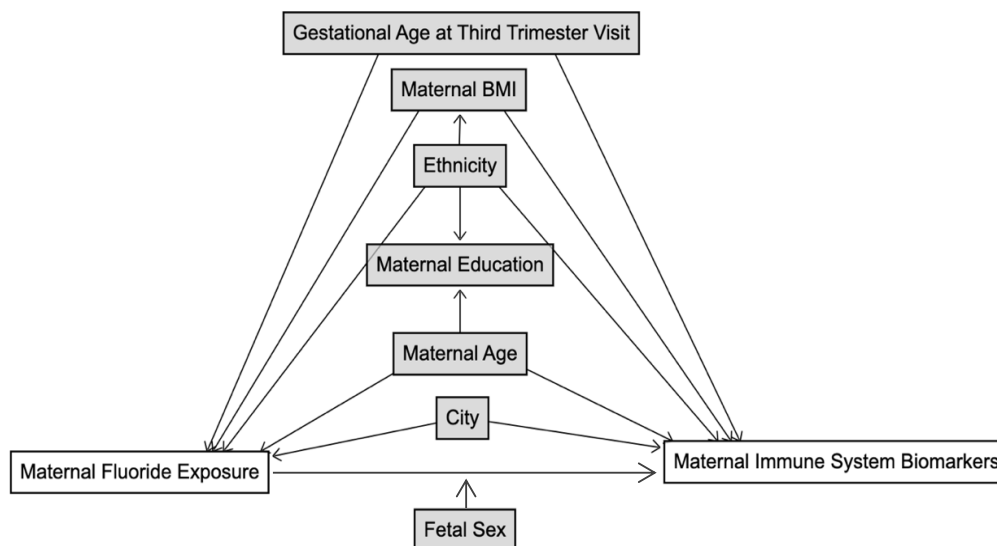 Gestational Age at Third Trimester Visit
Maternal BMI
Ethnicity
Maternal Education
Maternal Age
City
Maternal Fluoride Exposure
Maternal Immune System Biomarkers
Fetal Sex